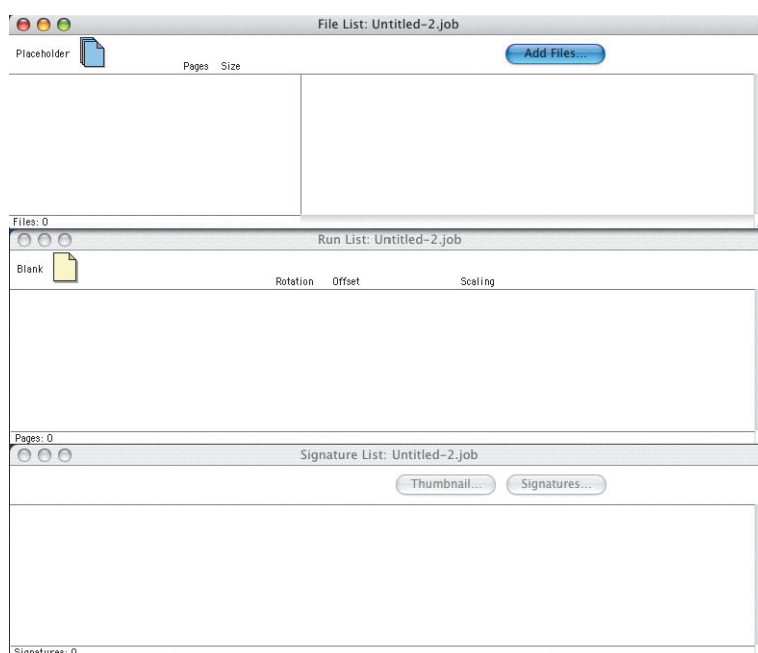 File List: Untitled-2.job
Placeholder
Add Files...
Pages Size
Files: 0
Run List: Untitled-2.job
Blank
Rotation Offset Scaling
Pages: 0
Signature List: Untitled-2.job
Thumbnail... Signatures...
Signatures: 0